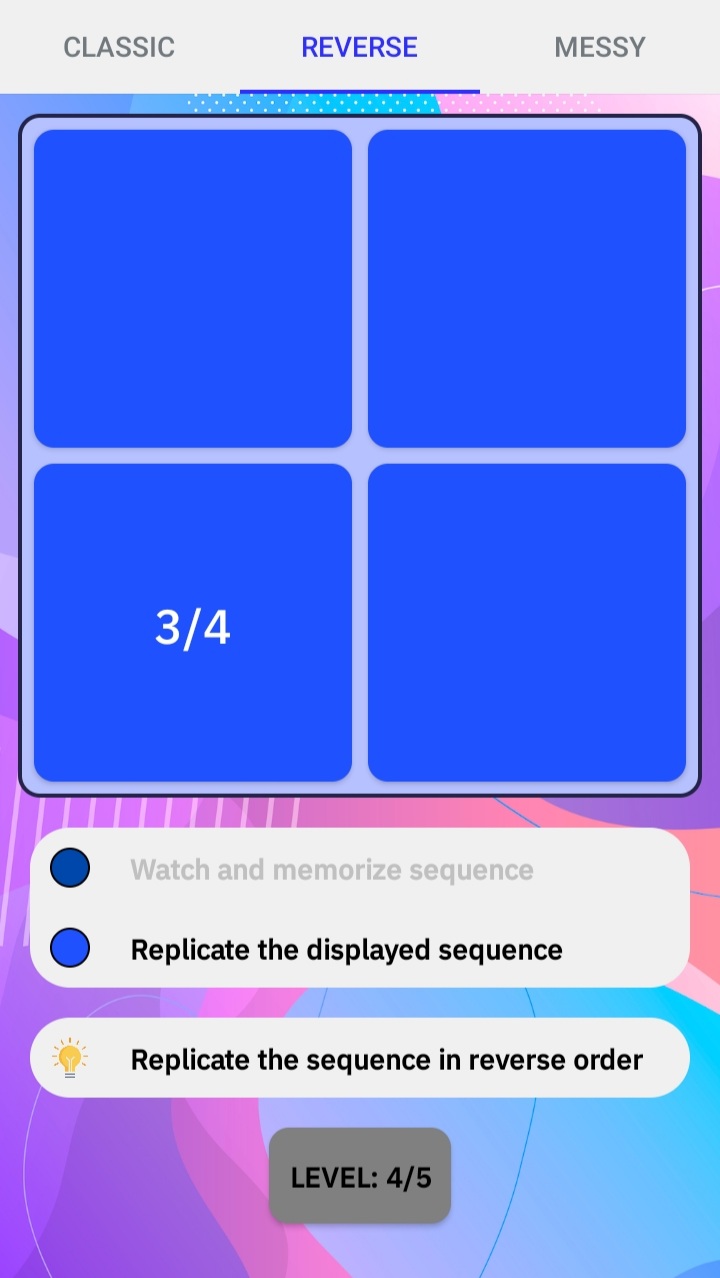 CLASSIC REVERSE MESSY
3/4
Watch and memorize sequence
Replicate the displayed sequence
Replicate the sequence in reverse order
LEVEL: 4/5